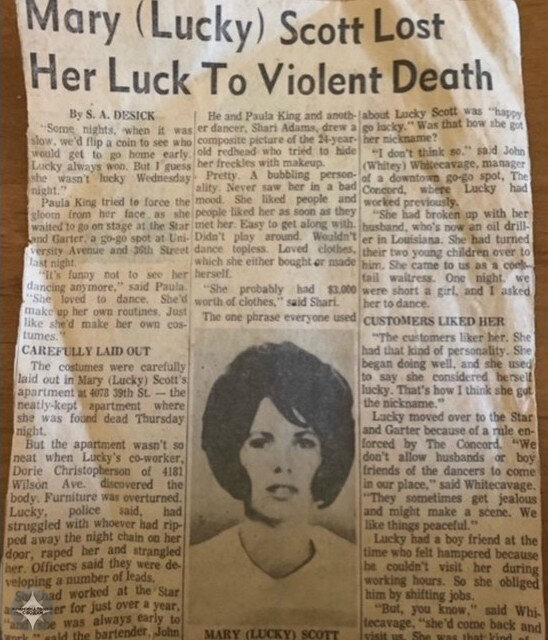 Mary (Lucky) Scott Lost
Her Luck To Violent Death
By S. A. DESICK
"Some nights, when it was
slow, we'd flip a coin to see who
would get to go home early.
Lucky always won. But I guess
she wasn't lucky Wednesday
night."
Paula King tried to force the
gloom from her face as she
waited to go on stage at the Star
and Garter, a go-go spot at Uni-
versity Avenue and 36th Street
last night.
"It's funny not to see her
dancing anymore," said Paula.
"She loved to dance. She'd
make up her own routines. Just
like she'd make her own cos-
tumes."
CAREFULLY LAID OUT
The costumes were carefully
laid out in Mary (Lucky) Scott's
apartment at 4078 39th St. — the
neatly-kept apartment where
she was found dead Thursday
night.
But the apartment wasn't so
neat when Lucky's co-worker,
Dorie Christopherson of 4181
Wilson Ave. discovered the
body. Furniture was overturned.
Lucky, police said, had
struggled with whoever had rip-
ped away the night chain on her
door, raped her and strangled
her. Officers said they were de-
veloping a number of leads.
had worked at the Star
for just over a year,
was always early to
said the bartender, John
He and Paula King and anoth-
er dancer, Shari Adams, drew a
composite picture of the 24-year-
old redhead who tried to hide
her freckles with makeup.
Pretty. A bubbling person-
ality. Never saw her in a bad
mood. She liked people and
people liked her as soon as they
met her. Easy to get along with.
Didn't play around. Wouldn't
dance topless. Loved clothes,
which she either bought or made
herself.
"She probably had $3,000
worth of clothes," said Shari.
The one phrase everyone used
MARY (LUCKY) SCOTT
about Lucky Scott was "happy
go lucky." Was that how she got
her nickname?
"I don't think so," said John
(Whitey) Whitecavage, manager
of a downtown go-go spot, The
Concord, where Lucky had
worked previously.
"She had broken up with her
husband, who's now an oil drill-
er in Louisiana. She had turned
their two young children over to
him. She came to us as a cock-
tail waitress. One night, we
were short a girl, and I asked
her to dance.
CUSTOMERS LIKED HER
"The customers liker her. She
had that kind of personality. She
began doing well, and she used
to say she considered herself
lucky. That's how I think she got
the nickname."
Lucky moved over to the Star
and Garter because of a rule en-
forced by The Concord. "We
don't allow husbands or boy
friends of the dancers to come
in our place," said Whitecavage.
"They sometimes get jealous
and might make a scene. We
like things peaceful."
Lucky had a boy friend at the
time who felt hampered because
he couldn't visit her during
working hours. So she obliged
him by shifting jobs.
"But, you know," said Whi-
tecavage, "she'd come back and
visit us. She was that kind of